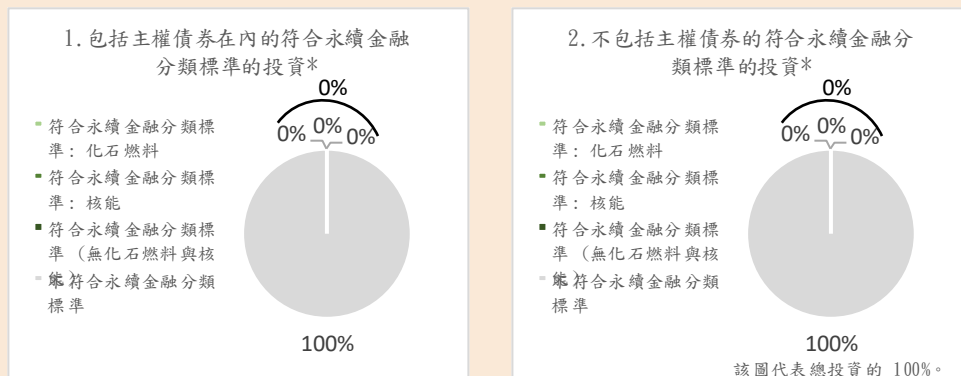 1.包括主權債券在內的符合永續金融
分類標準的投資*
0%
0% 0% 0%
符合永續金融分類標
準: 化石燃料
符合永續金融分類標
準: 核能
符合永續金融分類標
準 (無化石燃料與核
能)
未符合永續金融分類
標準
100%
2.不包括主權債券的符合永續金融分
類標準的投資*
0%
0% 0% 0%
符合永續金融分類標
準: 化石燃料
符合永續金融分類標
準: 核能
符合永續金融分類標
準 (無化石燃料與核
能)
未符合永續金融分類
標準
100%
該圖代表總投資的 100%。